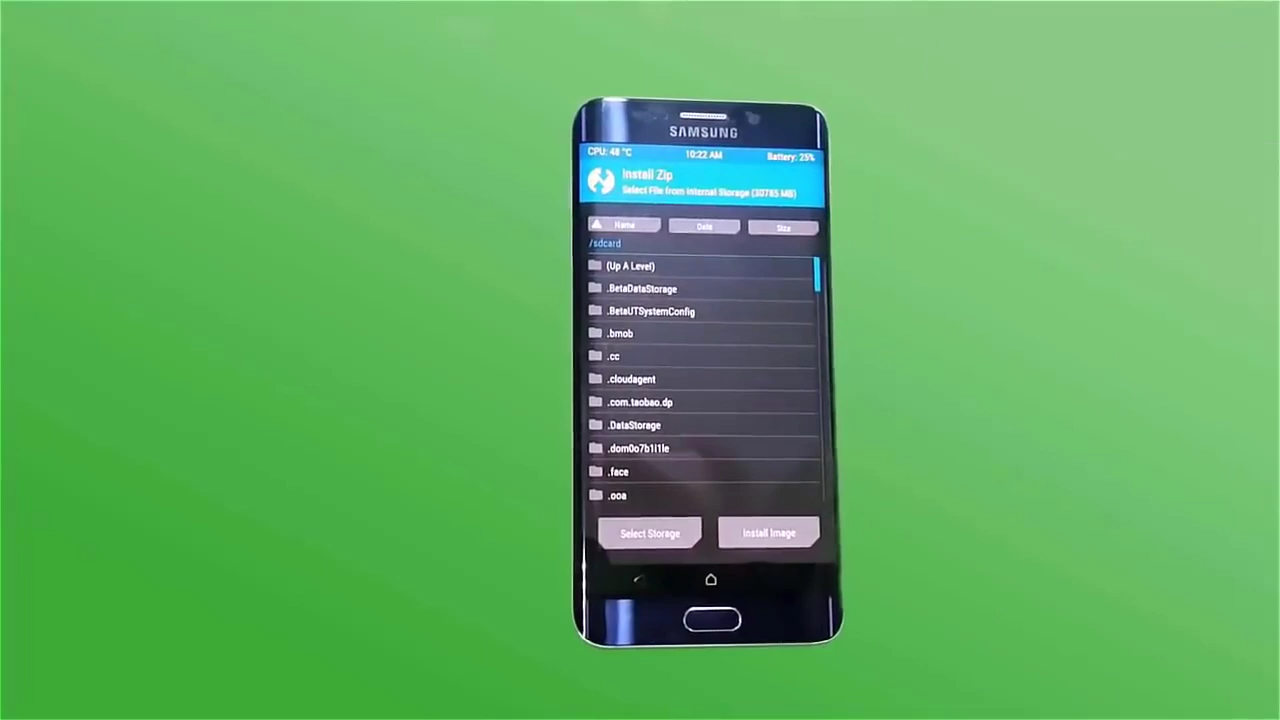 SAMSUNG
CPU: 48 °C 10:22 AM Battery: 25%
Install Zip
Select File from Internal Storage (30765 MB)
Name Date Size
/sdcard
(Up A Level)
.BetaDataStorage
.BetaUTSystemConfig
.bmob
.cc
.cloudagent
.com.taobao.dp
.DataStorage
.dom0o7b1i1le
.face
.ooa
Select Storage Install Image